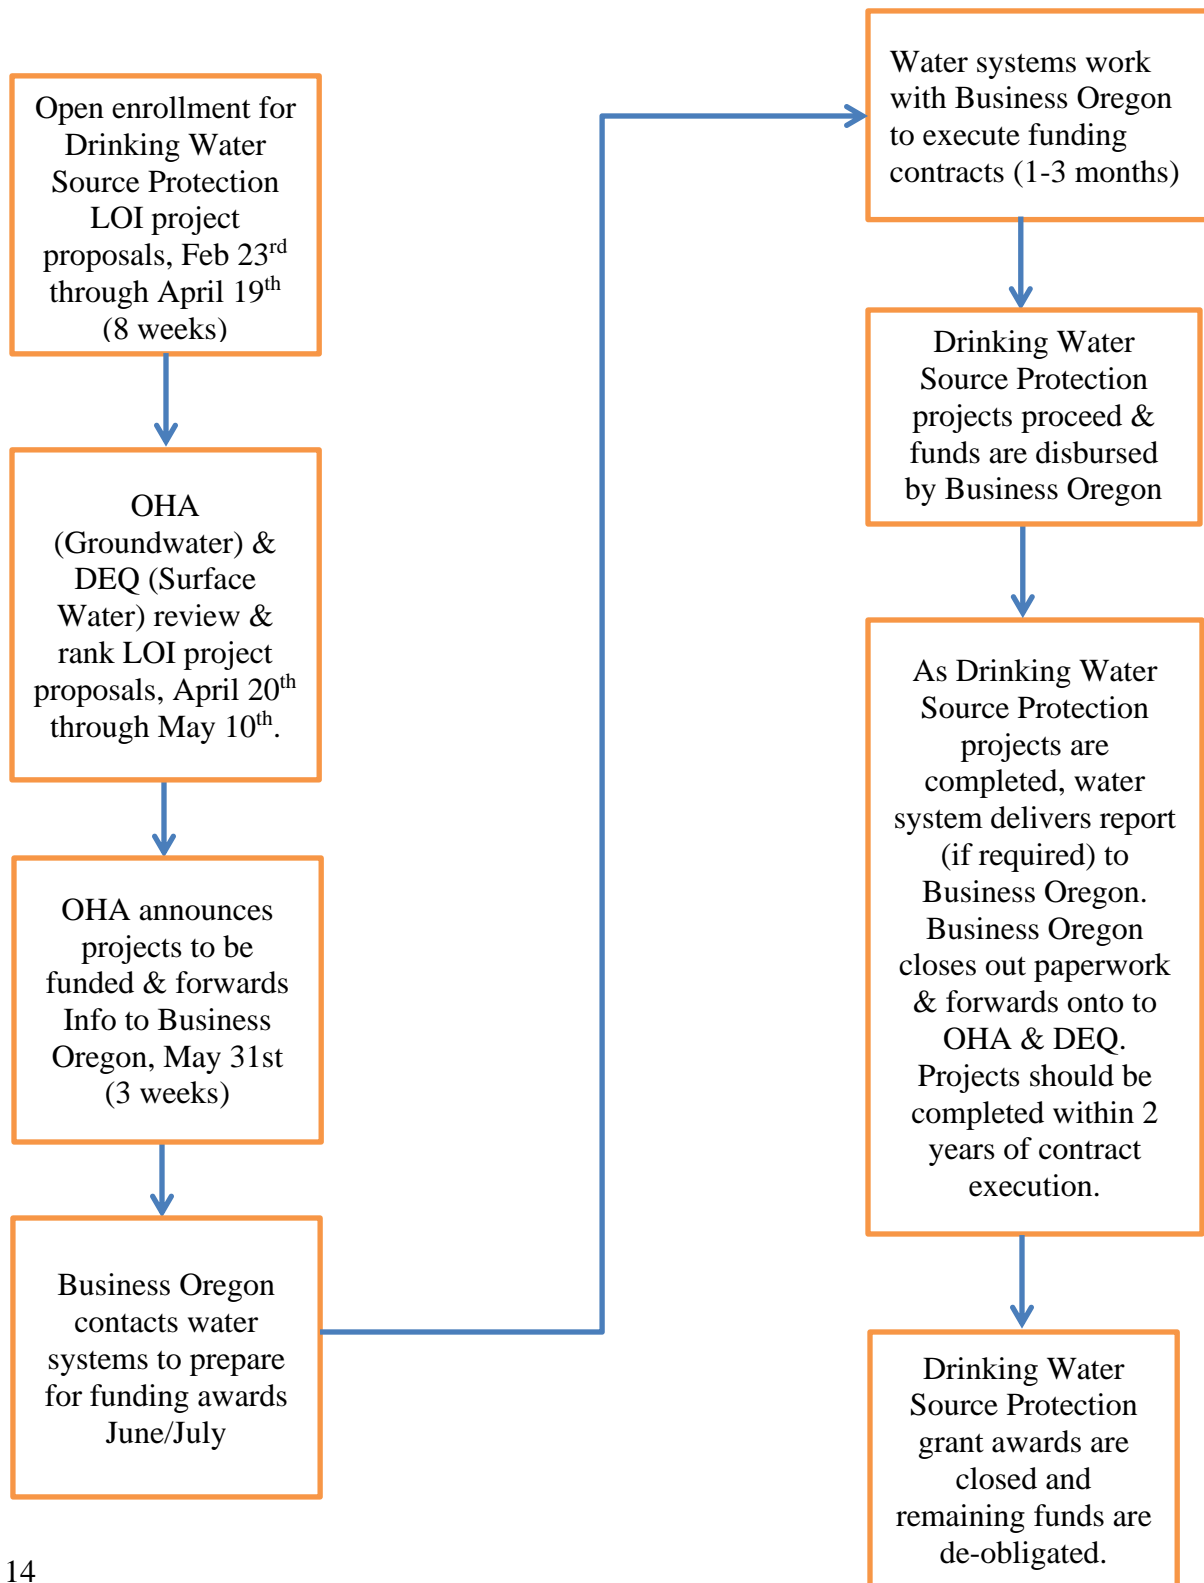 Open enrollment for
Drinking Water
Source Protection
LOI project
proposals, Feb 23rd
through April 19th
(8 weeks)
OHA
(Groundwater) &
DEQ (Surface
Water) review &
rank LOI project
proposals, April 20th
through May 10th.
OHA announces
projects to be
funded & forwards
Info to Business
Oregon, May 31st
(3 weeks)
Business Oregon
contacts water
systems to prepare
for funding awards
June/July
Water systems work
with Business Oregon
to execute funding
contracts (1-3 months)
Drinking Water
Source Protection
projects proceed &
funds are disbursed
by Business Oregon
As Drinking Water
Source Protection
projects are
completed, water
system delivers report
(if required) to
Business Oregon.
Business Oregon
closes out paperwork
& forwards onto to
OHA & DEQ.
Projects should be
completed within 2
years of contract
execution.
Drinking Water
Source Protection
grant awards are
closed and
remaining funds are
de-obligated.
14